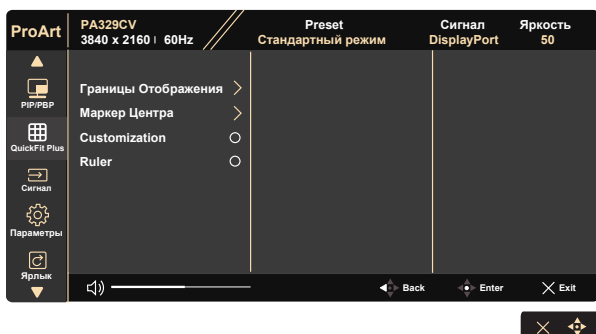 ProArt
PA329CV
3840 x 2160 60Hz
Preset
Стандартный режим
Сигнал
DisplayPort
Яркость
50
PIP/PBP
QuickFit Plus
Сигнал
Параметры
Ярлык
Границы Отображения
Маркер Центра
Customization
Ruler
Back
Enter
Exit